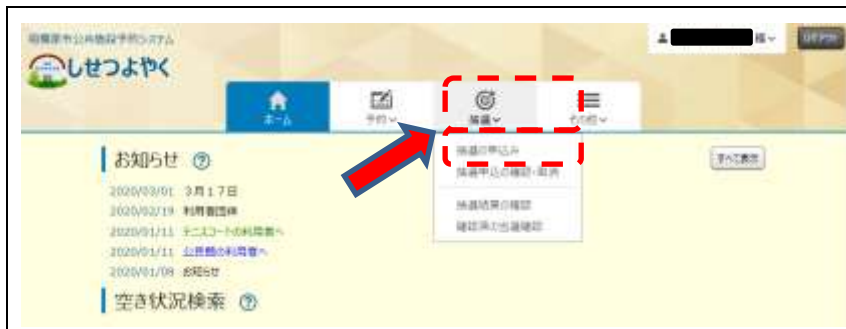 相模原市公共施設予約システム
しせつよやく
様
ログアウト
ホーム
予約
抽選
その他
抽選の申込み
抽選申込の確認・取消
抽選結果の確認
確認済の当選確認
お知らせ
すべて表示
2020/03/01 3月17日
2020/02/19 利用者団体
2020/01/11 テニスコートの利用者へ
2020/01/11 公民館の利用者へ
2020/01/09 お知らせ
空き状況検索